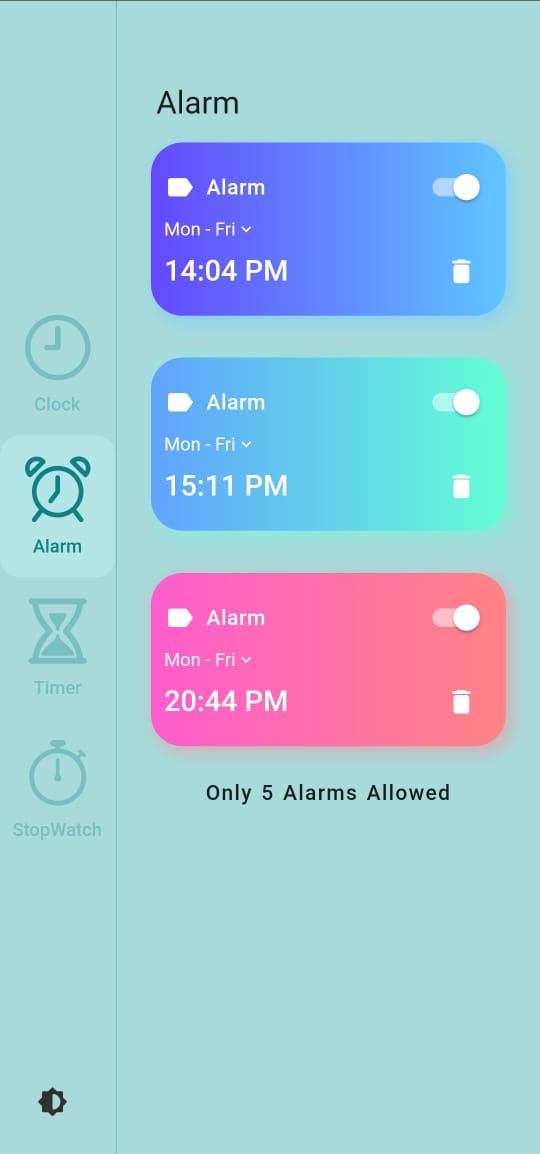 Alarm
Alarm
Mon - Fri
14:04 PM
Alarm
Mon - Fri
15:11 PM
Alarm
Mon - Fri
20:44 PM
Only 5 Alarms Allowed
Clock
Alarm
Timer
StopWatch